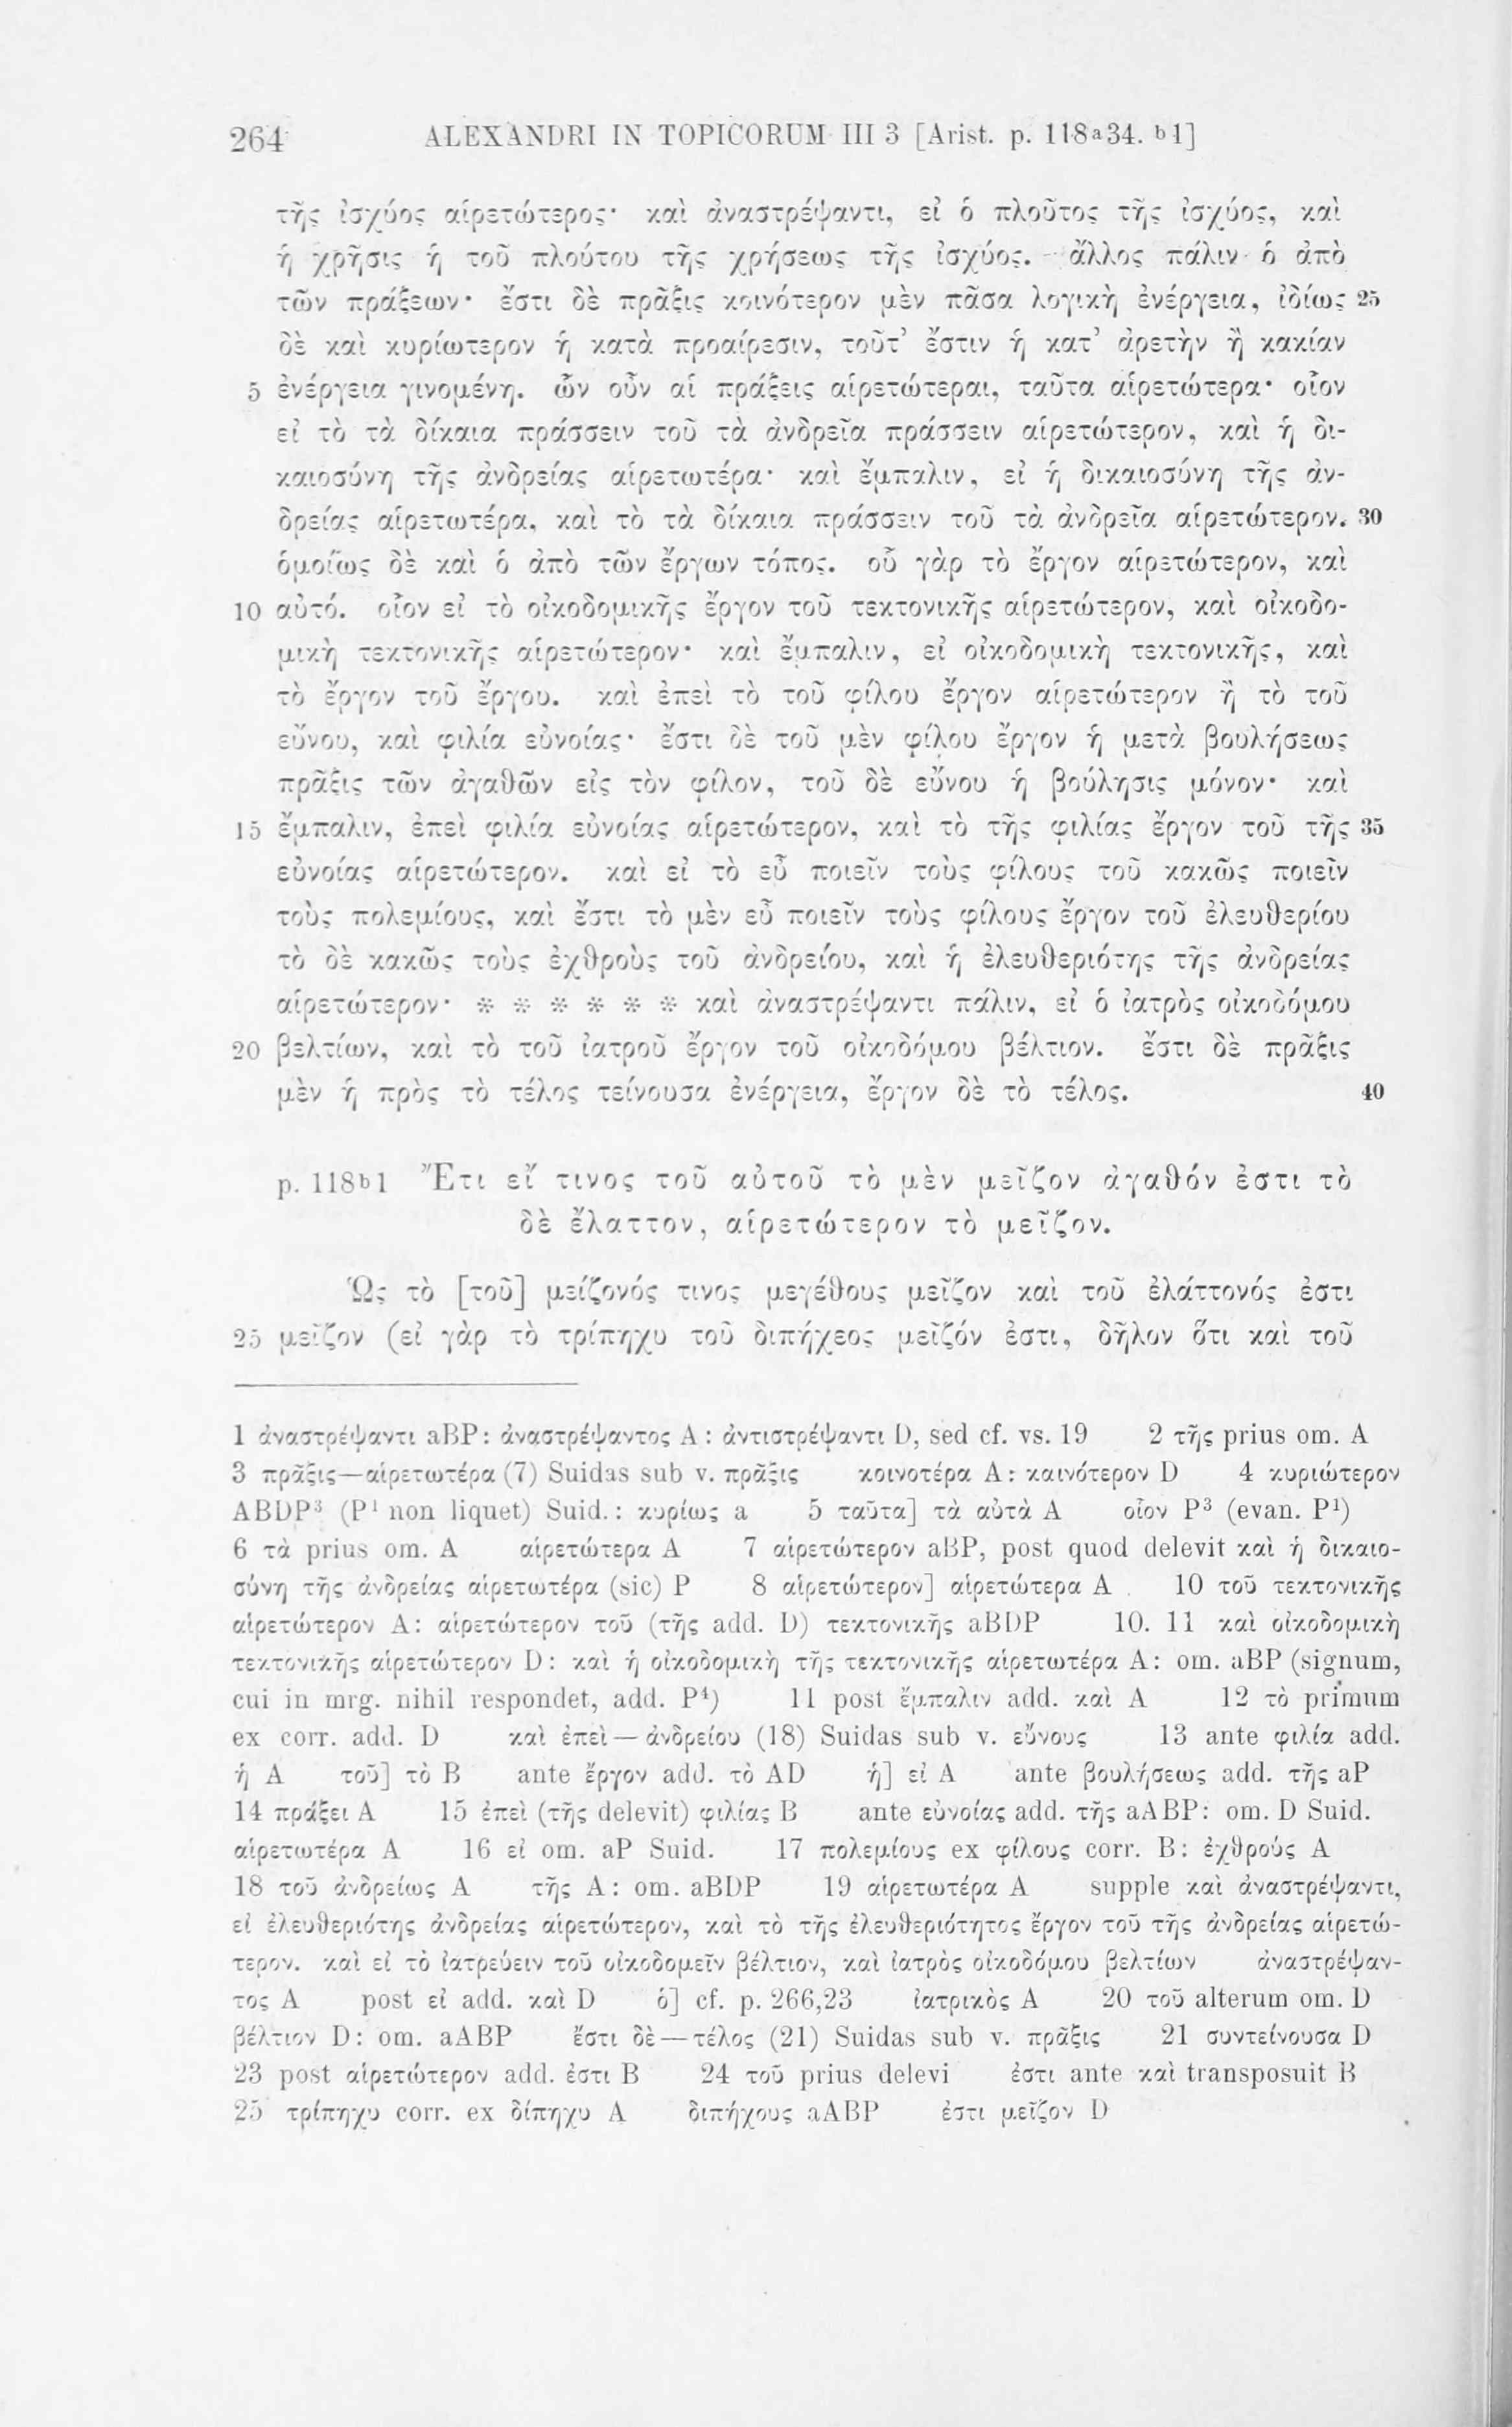 264 ALEXANDRI IN TOPICORUM III 3 [Arist. p. 118a34. b1]
τῆς ἰσχύος αἱρετώτερος· καὶ ἀναστρέψαντι, εἰ ὁ πλοῦτος τῆς ἰσχύος, καὶ
ἡ χρῆσις ἡ τοῦ πλούτου τῆς χρήσεως τῆς ἰσχύος. ἄλλος πάλιν ὁ ἀπὸ
τῶν πράξεων· ἔστι δὲ πρᾶξις κοινότερον μὲν πᾶσα λογικὴ ἐνέργεια, ἰδίως 25
δὲ καὶ κυρίωτερον ἡ κατὰ προαίρεσιν, τοῦτ’ ἔστιν ἡ κατ’ ἀρετὴν ἢ κακίαν
5 ἐνέργεια γινομένη. ὧν οὖν αἱ πράξεις αἱρετώτεραι, ταῦτα αἱρετώτερα· οἷον
εἰ τὸ τὰ δίκαια πράσσειν τοῦ τὰ ἀνδρεῖα πράσσειν αἱρετώτερον, καὶ ἡ δι-
καιοσύνη τῆς ἀνδρείας αἱρετωτέρα· καὶ ἔμπαλιν, εἰ ἡ δικαιοσύνη τῆς ἀν-
δρείας αἱρετωτέρα, καὶ τὸ τὰ δίκαια πράσσειν τοῦ τὰ ἀνδρεῖα αἱρετώτερον. 30
ὁμοίως δὲ καὶ ὁ ἀπὸ τῶν ἔργων τόπος. οὗ γὰρ τὸ ἔργον αἱρετώτερον, καὶ
10 αὐτό. οἷον εἰ τὸ οἰκοδομικῆς ἔργον τοῦ τεκτονικῆς αἱρετώτερον, καὶ οἰκοδο-
μικὴ τεκτονικῆς αἱρετώτερον· καὶ ἔμπαλιν, εἰ οἰκοδομικὴ τεκτονικῆς, καὶ
τὸ ἔργον τοῦ ἔργου. καὶ ἐπεὶ τὸ τοῦ φίλου ἔργον αἱρετώτερον ἢ τὸ τοῦ
εὔνου, καὶ φιλία εὐνοίας· ἔστι δὲ τοῦ μὲν φίλου ἔργον ἡ μετὰ βουλήσεως
πρᾶξις τῶν ἀγαθῶν εἰς τὸν φίλον, τοῦ δὲ εὔνου ἡ βούλησις μόνον· καὶ
15 ἔμπαλιν, ἐπεὶ φιλία εὐνοίας αἱρετώτερον, καὶ τὸ τῆς φιλίας ἔργον τοῦ τῆς 35
εὐνοίας αἱρετώτερον. καὶ εἰ τὸ εὖ ποιεῖν τοὺς φίλους τοῦ κακῶς ποιεῖν
τοὺς πολεμίους, καὶ ἔστι τὸ μὲν εὖ ποιεῖν τοὺς φίλους ἔργον τοῦ ἐλευθερίου
τὸ δὲ κακῶς τοὺς ἐχθροὺς τοῦ ἀνδρείου, καὶ ἡ ἐλευθεριότης τῆς ἀνδρείας
αἱρετώτερον· * * * * * * καὶ ἀναστρέψαντι πάλιν, εἰ ὁ ἰατρὸς οἰκοδόμου
20 βελτίων, καὶ τὸ τοῦ ἰατροῦ ἔργον τοῦ οἰκοδόμου βέλτιον. ἔστι δὲ πρᾶξις
μὲν ἡ πρὸς τὸ τέλος τείνουσα ἐνέργεια, ἔργον δὲ τὸ τέλος. 40
p. 118b1 Ἔτι εἴ τινος τοῦ αὐτοῦ τὸ μὲν μεῖζον ἀγαθόν ἐστι τὸ
δὲ ἔλαττον, αἱρετώτερον τὸ μεῖζον.
Ὡς τὸ [τοῦ] μείζονός τινος μεγέθους μεῖζον καὶ τοῦ ἐλάττονός ἐστι
25 μεῖζον (εἰ γὰρ τὸ τρίπηχυ τοῦ διπήχεος μεῖζόν ἐστι, δῆλον ὅτι καὶ τοῦ
1 ἀναστρέψαντι aBP: ἀναστρέψαντος A: ἀντιστρέψαντι D, sed cf. vs. 19 2 τῆς prius om. A
3 πρᾶξις—αἱρετωτέρα (7) Suidas sub v. πρᾶξις κοινοτέρα A: καινότερον D 4 κυριώτερον
ABDP³ (P¹ non liquet) Suid.: κυρίως a 5 ταῦτα] τὰ αὐτὰ A οἷον P³ (evan. P¹)
6 τὰ prius om. A αἱρετώτερα A 7 αἱρετώτερον aBP, post quod delevit καὶ ἡ δικαιο-
σύνη τῆς ἀνδρείας αἱρετωτέρα (sic) P 8 αἱρετώτερον] αἱρετώτερα A 10 τοῦ τεκτονικῆς
αἱρετώτερον A: αἱρετώτερον τοῦ (τῆς add. D) τεκτονικῆς aBDP 10. 11 καὶ οἰκοδομικὴ
τεκτονικῆς αἱρετώτερον D: καὶ ἡ οἰκοδομικὴ τῆς τεκτονικῆς αἱρετωτέρα A: om. aBP (signum,
cui in mrg. nihil respondet, add. P⁴) 11 post ἔμπαλιν add. καὶ A 12 τὸ primum
ex corr. add. D καὶ ἐπεὶ—ἀνδρείου (18) Suidas sub v. εὔνους 13 ante φιλία add.
ἡ A τοῦ] τὸ B ante ἔργον add. τὸ AD ἡ] εἰ A ante βουλήσεως add. τῆς aP
14 πράξει A 15 ἐπεὶ (τῆς delevit) φιλίας B ante εὐνοίας add. τῆς aABP: om. D Suid.
αἱρετωτέρα A 16 εἰ om. aP Suid. 17 πολεμίους ex φίλους corr. B: ἐχθρούς A
18 τοῦ ἀνδρείως A τῆς A: om. aBDP 19 αἱρετωτέρα A supple καὶ ἀναστρέψαντι,
εἰ ἐλευθεριότης ἀνδρείας αἱρετώτερον, καὶ τὸ τῆς ἐλευθεριότητος ἔργον τοῦ τῆς ἀνδρείας αἱρετώ-
τερον. καὶ εἰ τὸ ἰατρεύειν τοῦ οἰκοδομεῖν βέλτιον, καὶ ἰατρὸς οἰκοδόμου βελτίων ἀναστρέψαν-
τος A post εἰ add. καὶ D ὁ] cf. p. 266,23 ἰατρικὸς A 20 τοῦ alterum om. D
βέλτιον D: om. aABP ἔστι δὲ—τέλος (21) Suidas sub v. πρᾶξις 21 συντείνουσα D
23 post αἱρετώτερον add. ἐστι B 24 τοῦ prius delevi ἐστι ante καὶ transposuit B
25 τρίπηχυ corr. ex δίπηχυ A διπήχους aABP ἐστι μεῖζον D